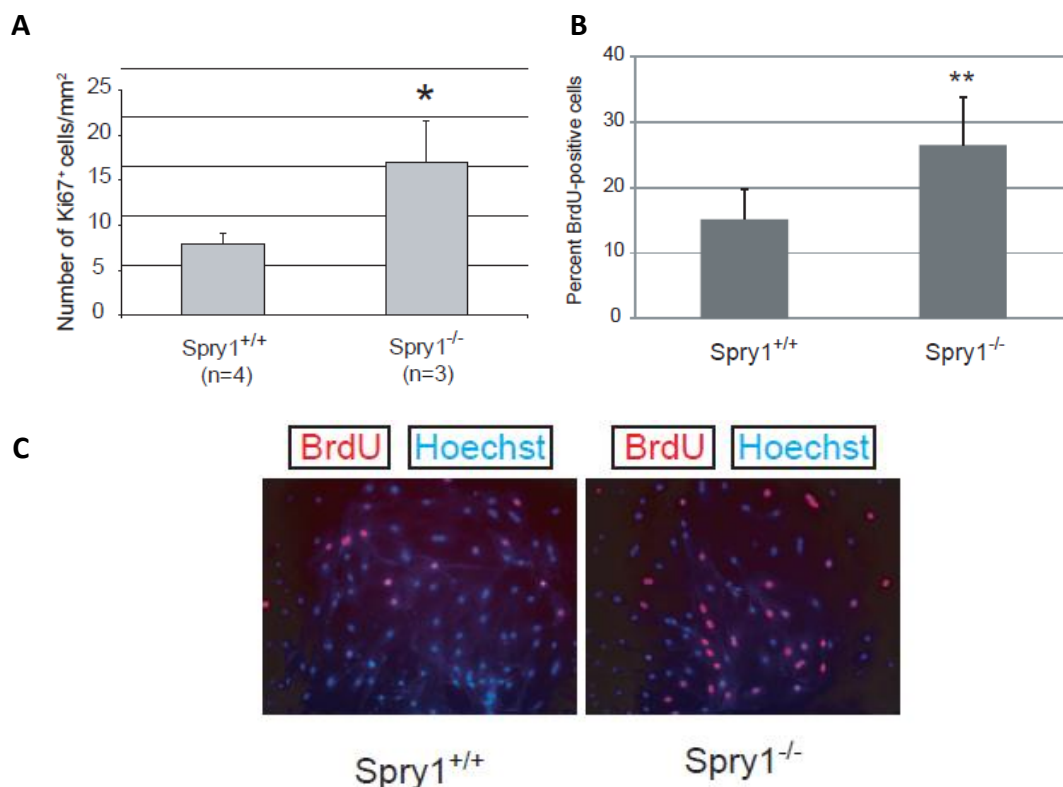 A
Number of Ki67⁺ cells/mm²
25
20
15
10
5
0
*
Spry1⁺/⁺
(n=4)
Spry1⁻/⁻
(n=3)
B
Percent BrdU-positive cells
40
30
20
10
0
**
Spry1⁺/⁺
Spry1⁻/⁻
C
BrdU Hoechst
BrdU Hoechst
Spry1⁺/⁺
Spry1⁻/⁻